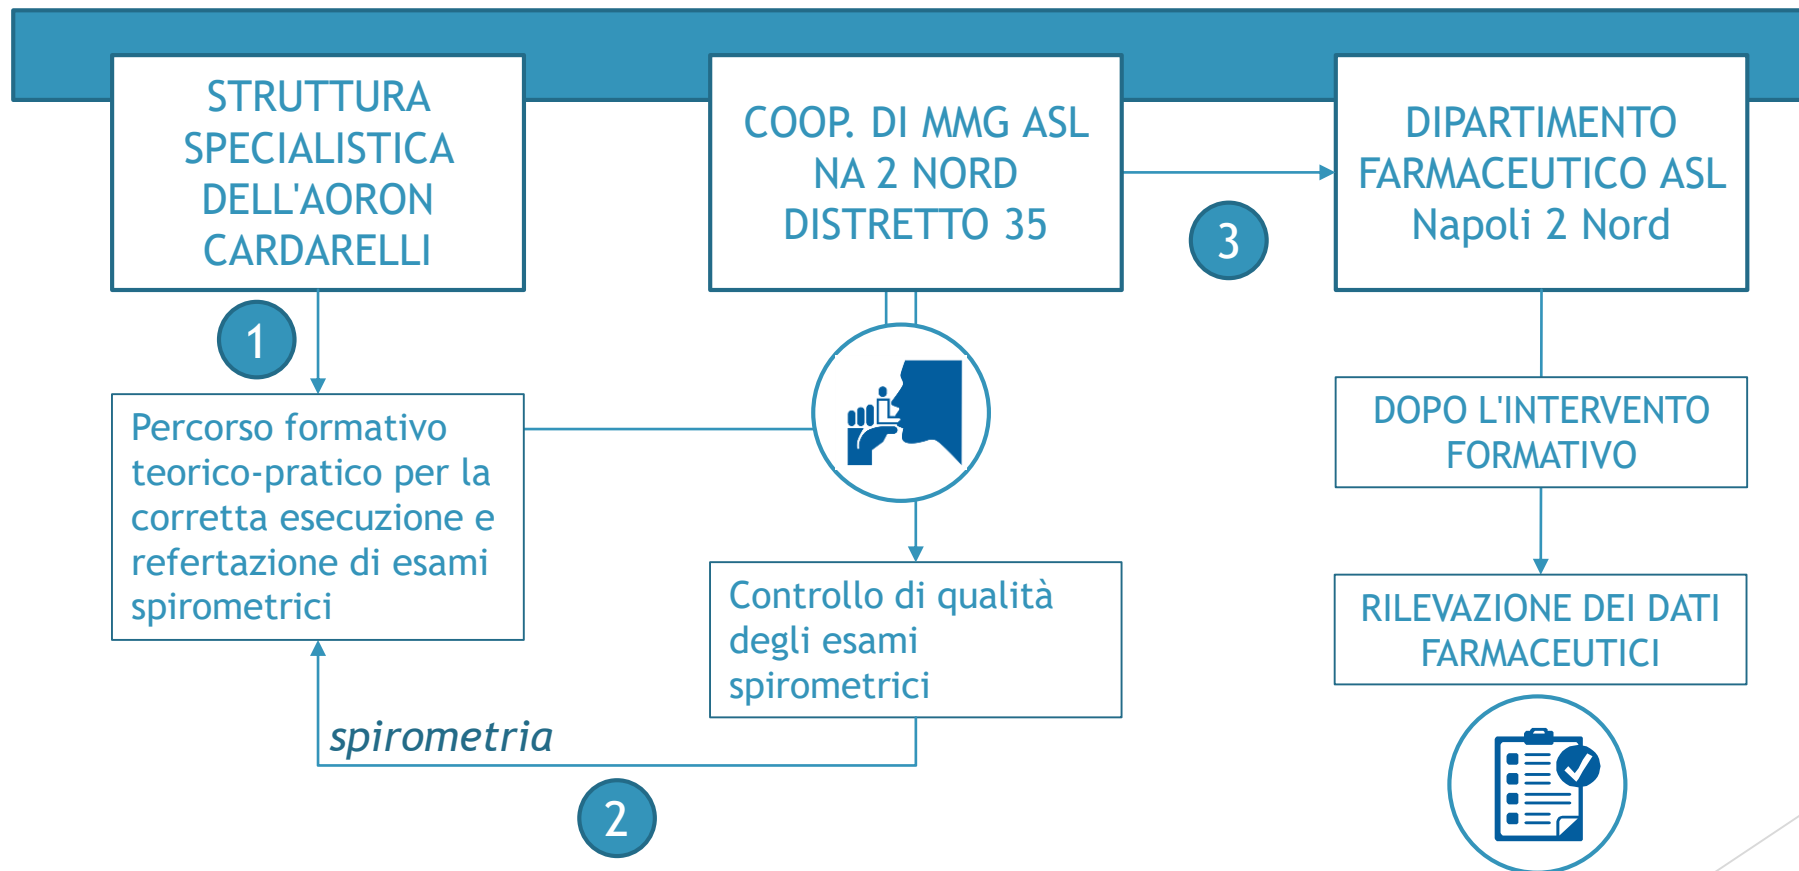 STRUTTURA
SPECIALISTICA
DELL'AORON
CARDARELLI
COOP. DI MMG ASL
NA 2 NORD
DISTRETTO 35
DIPARTIMENTO
FARMACEUTICO ASL
Napoli 2 Nord
3
1
Percorso formativo
teorico-pratico per la
corretta esecuzione e
refertazione di esami
spirometrici
DOPO L'INTERVENTO
FORMATIVO
Controllo di qualità
degli esami
spirometrici
RILEVAZIONE DEI DATI
FARMACEUTICI
spirometria
2